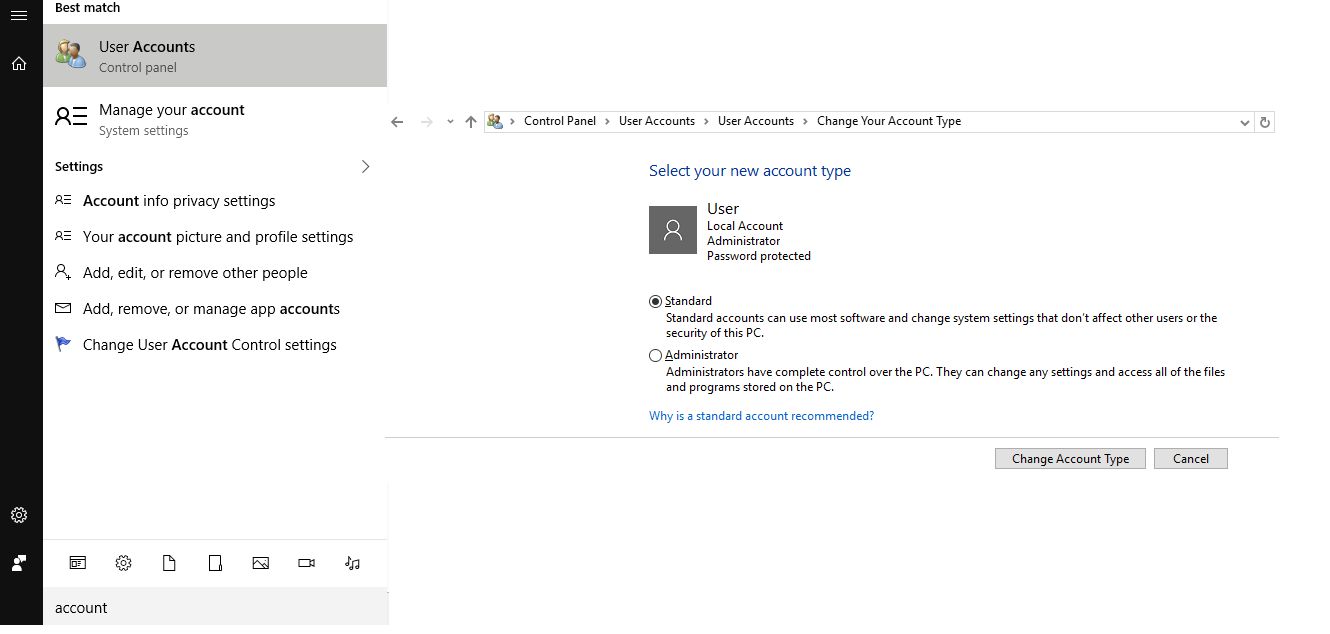 Best match
User Accounts
Control panel
Manage your account
System settings
Settings
Account info privacy settings
Your account picture and profile settings
Add, edit, or remove other people
Add, remove, or manage app accounts
Change User Account Control settings
account
Control Panel > User Accounts > User Accounts > Change Your Account Type
Select your new account type
User
Local Account
Administrator
Password protected
Standard
Standard accounts can use most software and change system settings that don't affect other users or the
security of this PC.
Administrator
Administrators have complete control over the PC. They can change any settings and access all of the files
and programs stored on the PC.
Why is a standard account recommended?
Change Account Type
Cancel